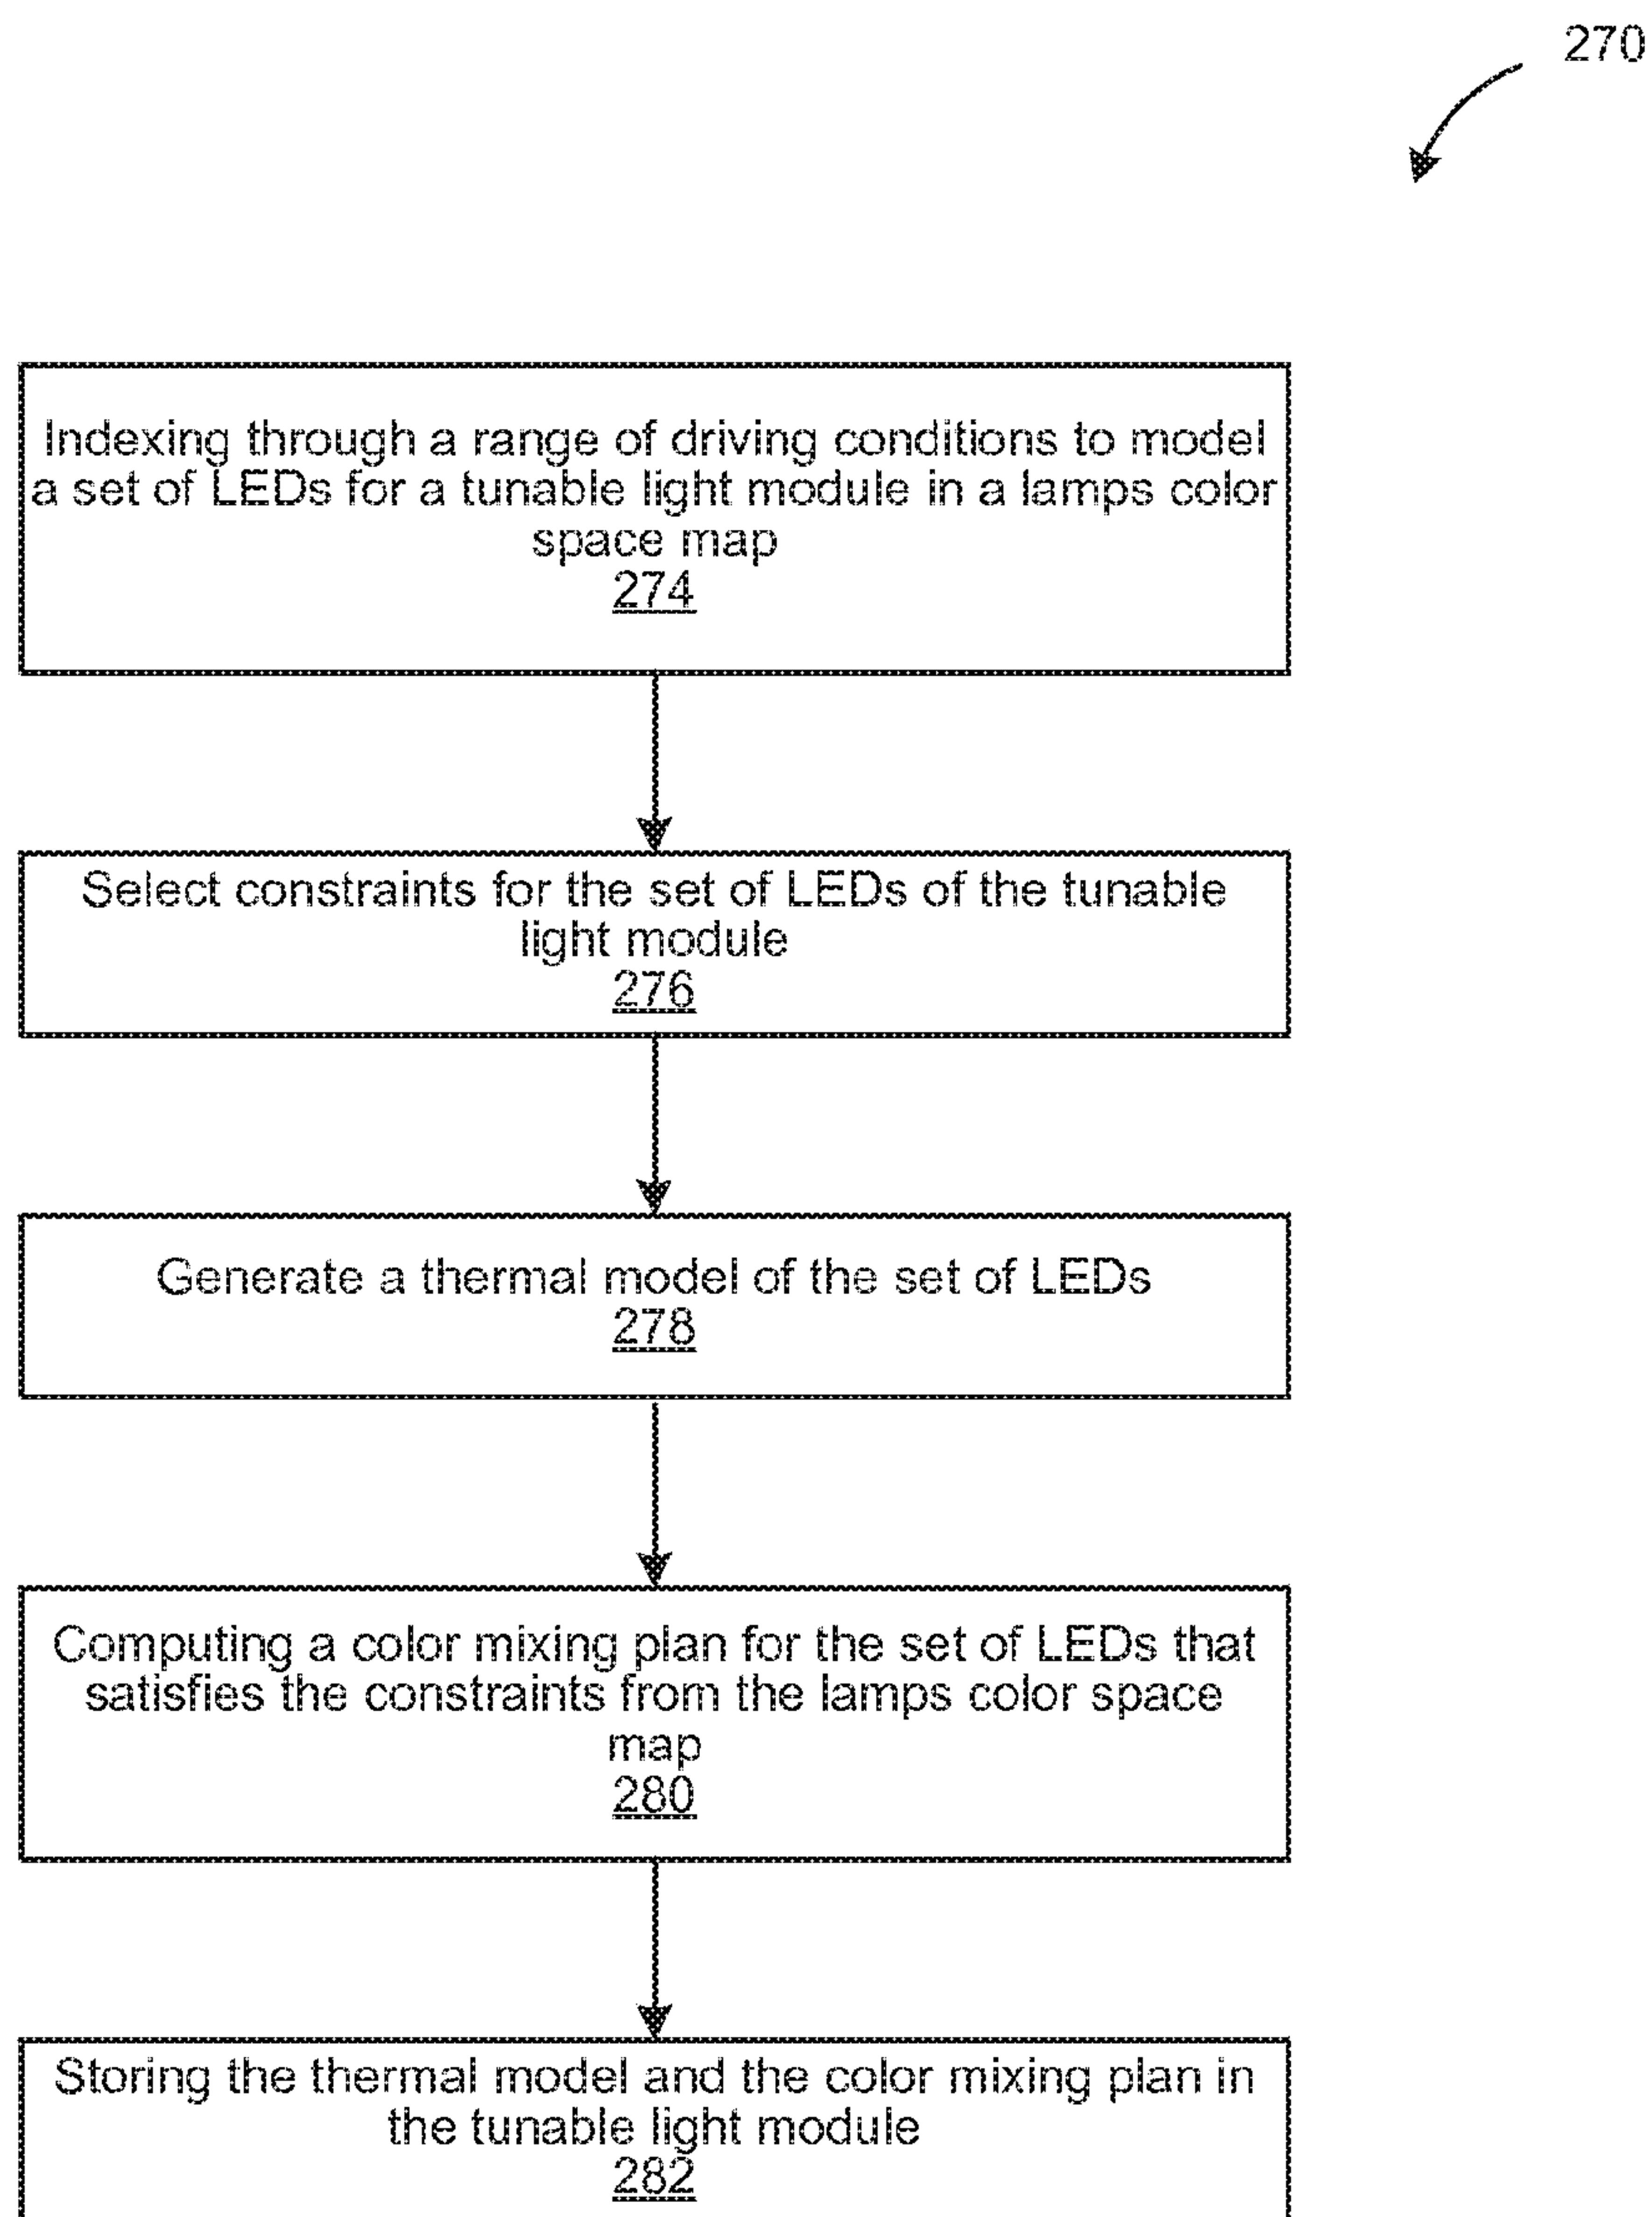 270
Indexing through a range of driving conditions to model
a set of LEDs for a tunable light module in a lamps color
space map
274
Select constraints for the set of LEDs of the tunable
light module
276
Generate a thermal model of the set of LEDs
278
Computing a color mixing plan for the set of LEDs that
satisfies the constraints from the lamps color space
map
280
Storing the thermal model and the color mixing plan in
the tunable light module
282